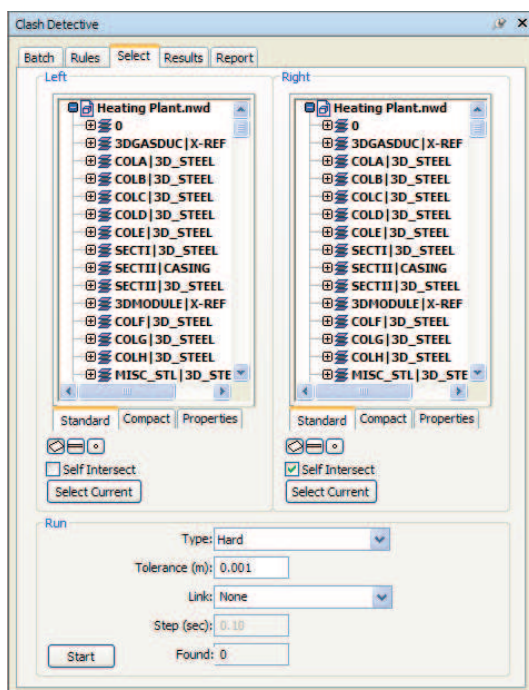 Clash Detective
Batch Rules Select Results Report
Left
Heating Plant.nwd
0
3DGASDUC|X-REF
COLA|3D_STEEL
COLB|3D_STEEL
COLC|3D_STEEL
COLD|3D_STEEL
COLE|3D_STEEL
SECTI|3D_STEEL
SECTII|CASING
SECTII|3D_STEEL
3DMODULE|X-REF
COLF|3D_STEEL
COLG|3D_STEEL
COLH|3D_STEEL
MISC_STL|3D_STE
Standard Compact Properties
Self Intersect
Select Current
Right
Heating Plant.nwd
0
3DGASDUC|X-REF
COLA|3D_STEEL
COLB|3D_STEEL
COLC|3D_STEEL
COLD|3D_STEEL
COLE|3D_STEEL
SECTI|3D_STEEL
SECTII|CASING
SECTII|3D_STEEL
3DMODULE|X-REF
COLF|3D_STEEL
COLG|3D_STEEL
COLH|3D_STEEL
MISC_STL|3D_STE
Standard Compact Properties
Self Intersect
Select Current
Run
Type: Hard
Tolerance (m): 0.001
Link: None
Step (sec): 0.10
Start Found: 0